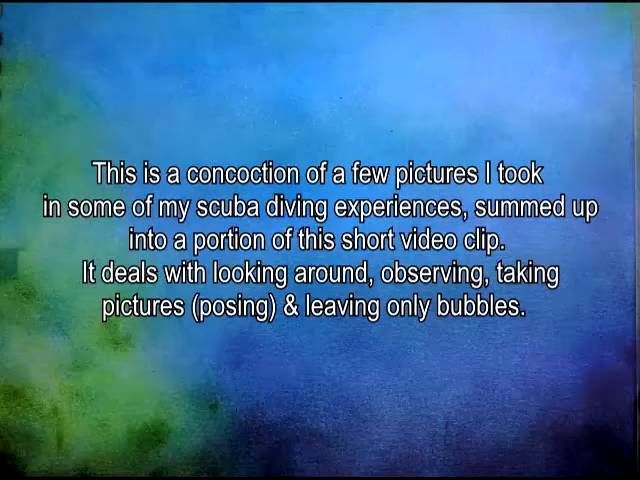 This is a concoction of a few pictures I took
in some of my scuba diving experiences, summed up
into a portion of this short video clip.
It deals with looking around, observing, taking
pictures (posing) & leaving only bubbles.